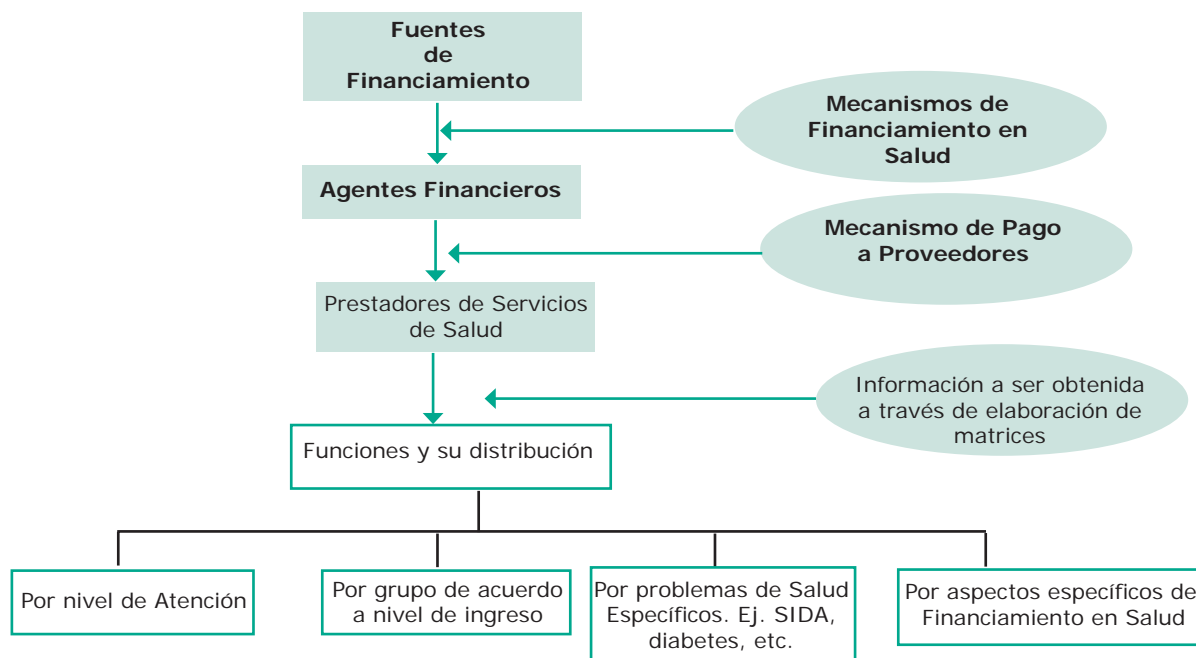 Fuentes
de
Financiamiento
Mecanismos de
Financiamiento en
Salud
Agentes Financieros
Mecanismo de Pago
a Proveedores
Prestadores de Servicios
de Salud
Información a ser obtenida
a través de elaboración de
matrices
Funciones y su distribución
Por nivel de Atención
Por grupo de acuerdo
a nivel de ingreso
Por problemas de Salud
Específicos. Ej. SIDA,
diabetes, etc.
Por aspectos específicos de
Financiamiento en Salud